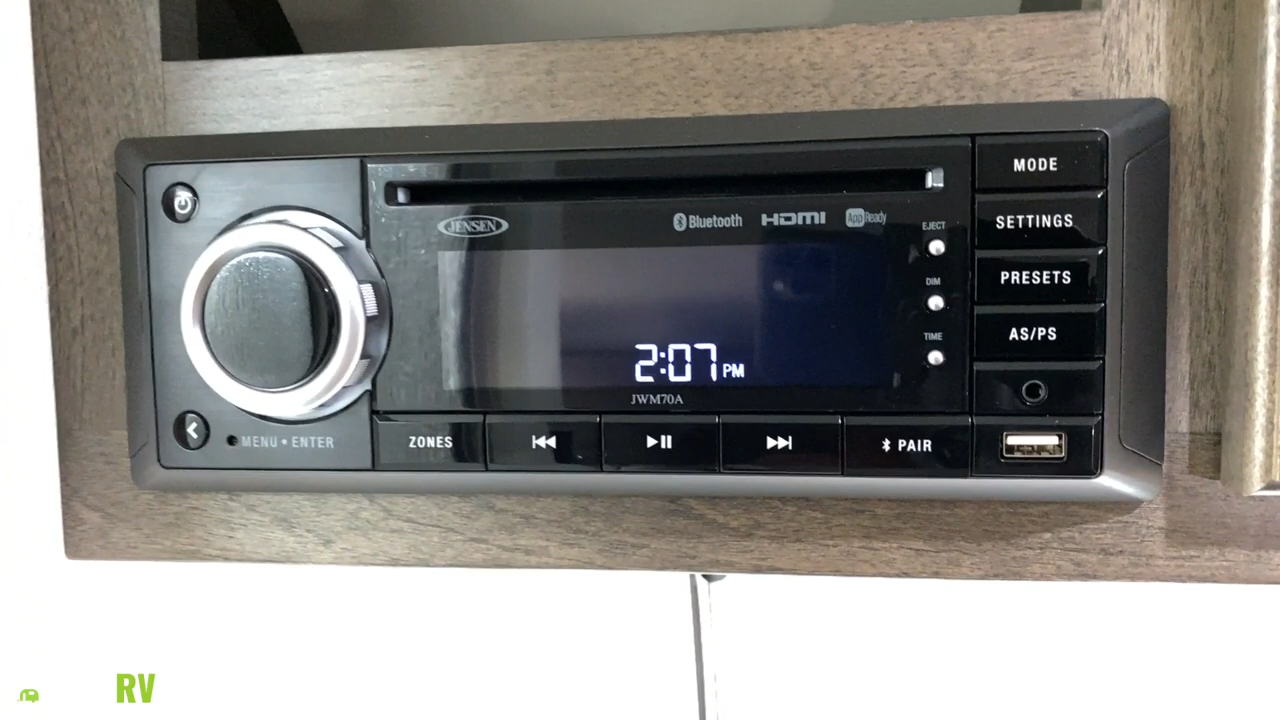 MODE
JENSEN
Bluetooth
HDMI
App Ready
EJECT
SETTINGS
DIM
PRESETS
TIME
AS/PS
2:07 PM
JWM70A
MENU • ENTER
ZONES
PAIR
RV